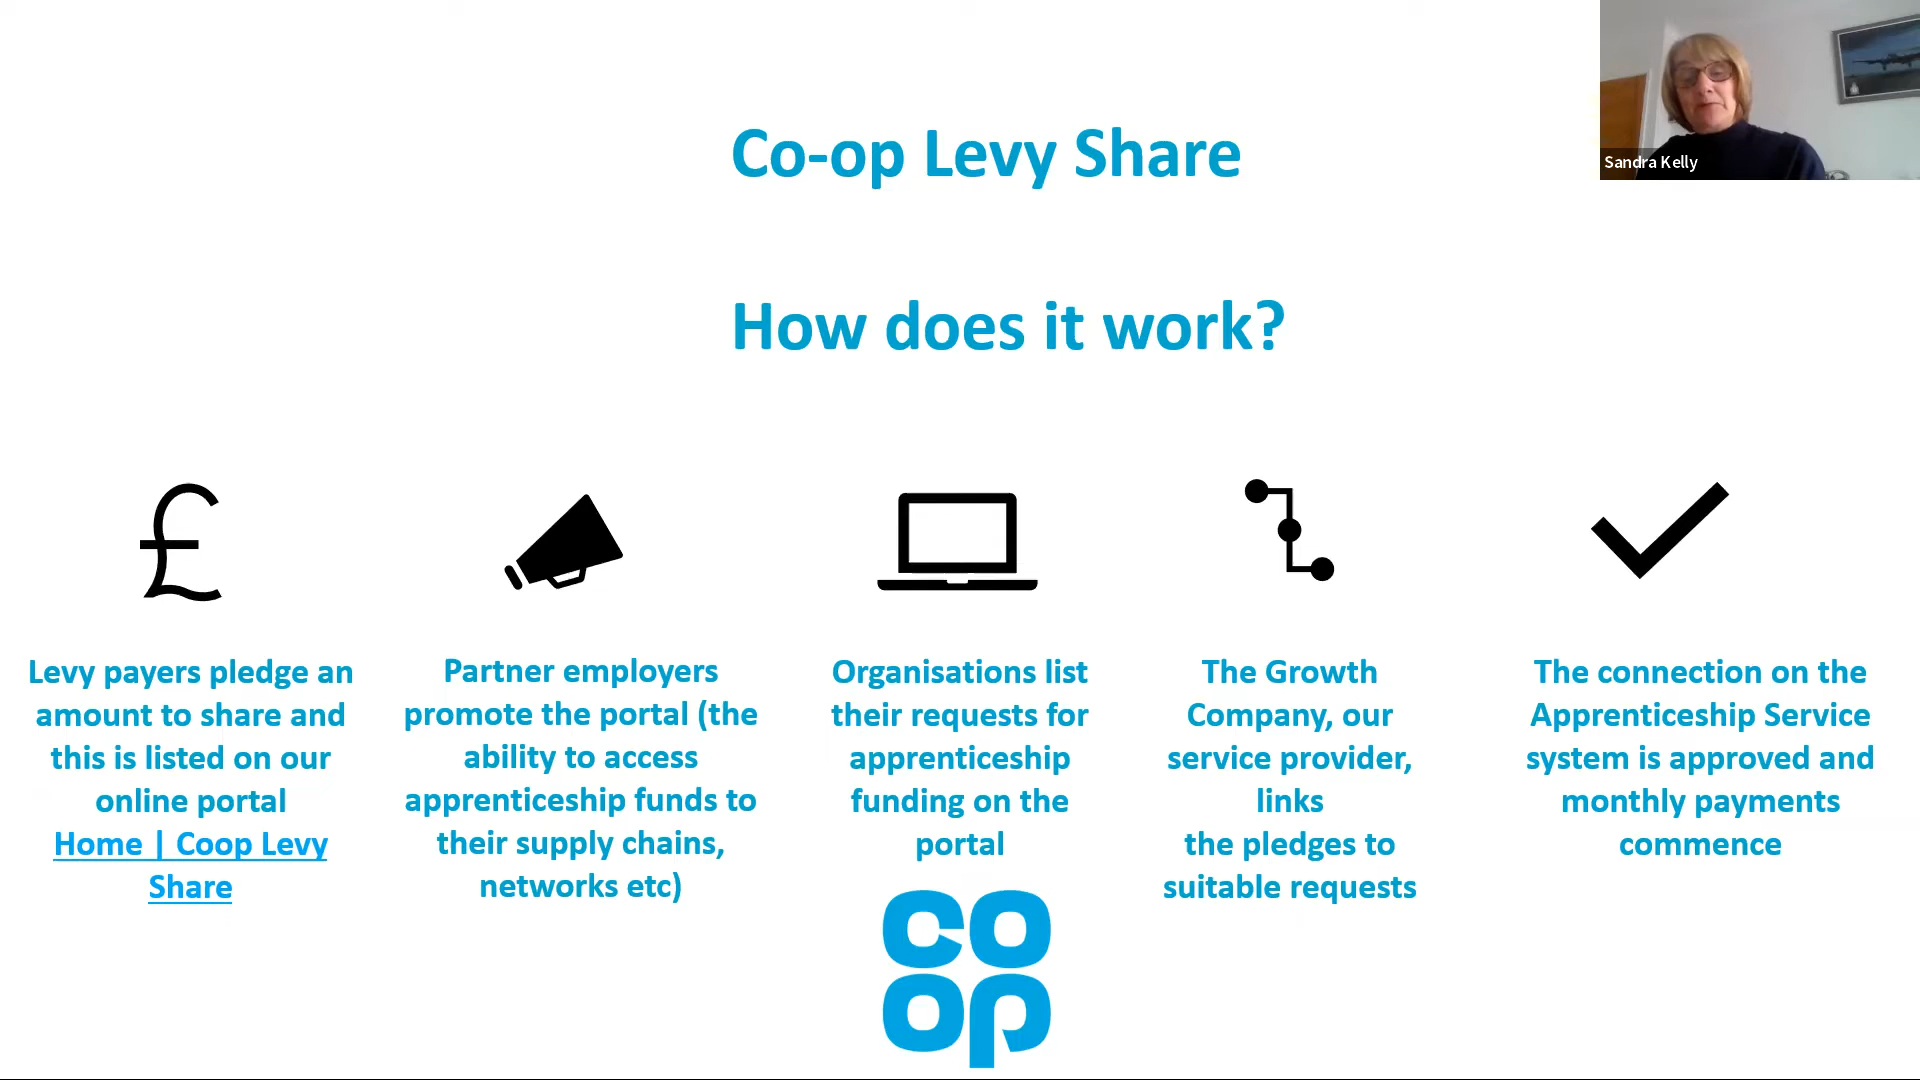 Co-op Levy Share
Sandra Kelly
How does it work?
£
Levy payers pledge an
amount to share and
this is listed on our
online portal
Home | Coop Levy
Share
Partner employers
promote the portal (the
ability to access
apprenticeship funds to
their supply chains,
networks etc)
Organisations list
their requests for
apprenticeship
funding on the
portal
The Growth
Company, our
service provider,
links
the pledges to
suitable requests
The connection on the
Apprenticeship Service
system is approved and
monthly payments
commence
co
op